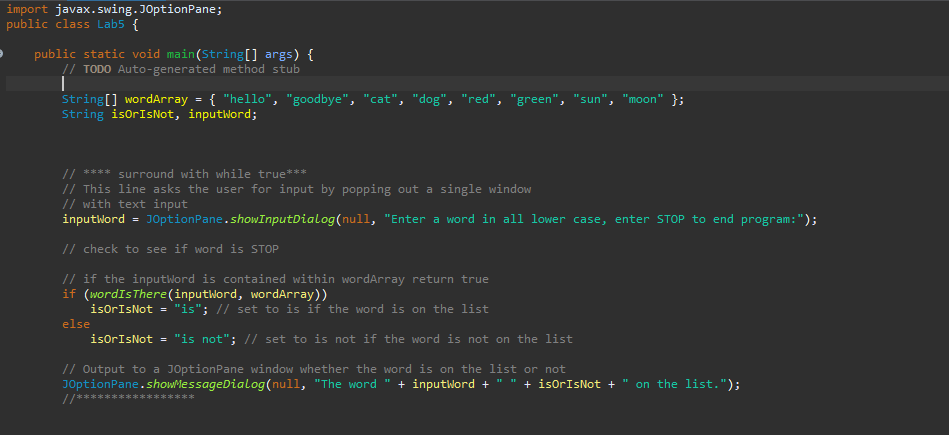 import javax.swing.JOptionPane;
public class Lab5 {
public static void main(String[] args) {
// TODO Auto-generated method stub
String[] wordArray = { "hello", "goodbye", "cat", "dog", "red", "green", "sun", "moon" };
String isOrIsNot, inputWord;
// **** surround with while true***
// This line asks the user for input by popping out a single window
// with text input
inputWord = JOptionPane.showInputDialog(null, "Enter a word in all lower case, enter STOP to end program:");
// check to see if word is STOP
// if the inputWord is contained within wordArray return true
if (wordIsThere(inputWord, wordArray))
isOrIsNot = "is"; // set to is if the word is on the list
else
isOrIsNot = "is not"; // set to is not if the word is not on the list
// Output to a JOptionPane window whether the word is on the list or not
JOptionPane.showMessageDialog(null, "The word " + inputWord + " " + isOrIsNot + " on the list.");
//*****************